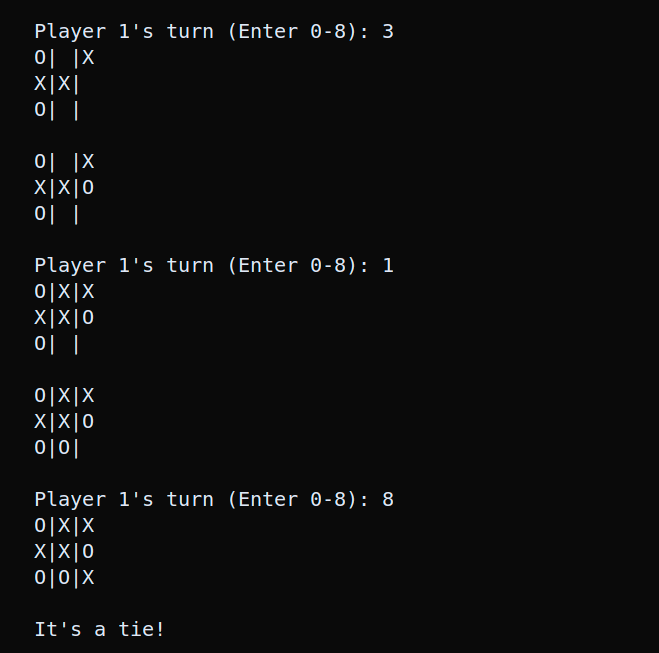 Player 1's turn (Enter 0-8): 3
O| |X
X|X|
O| |

O| |X
X|X|O
O| |

Player 1's turn (Enter 0-8): 1
O|X|X
X|X|O
O| |

O|X|X
X|X|O
O|O|

Player 1's turn (Enter 0-8): 8
O|X|X
X|X|O
O|O|X

It's a tie!